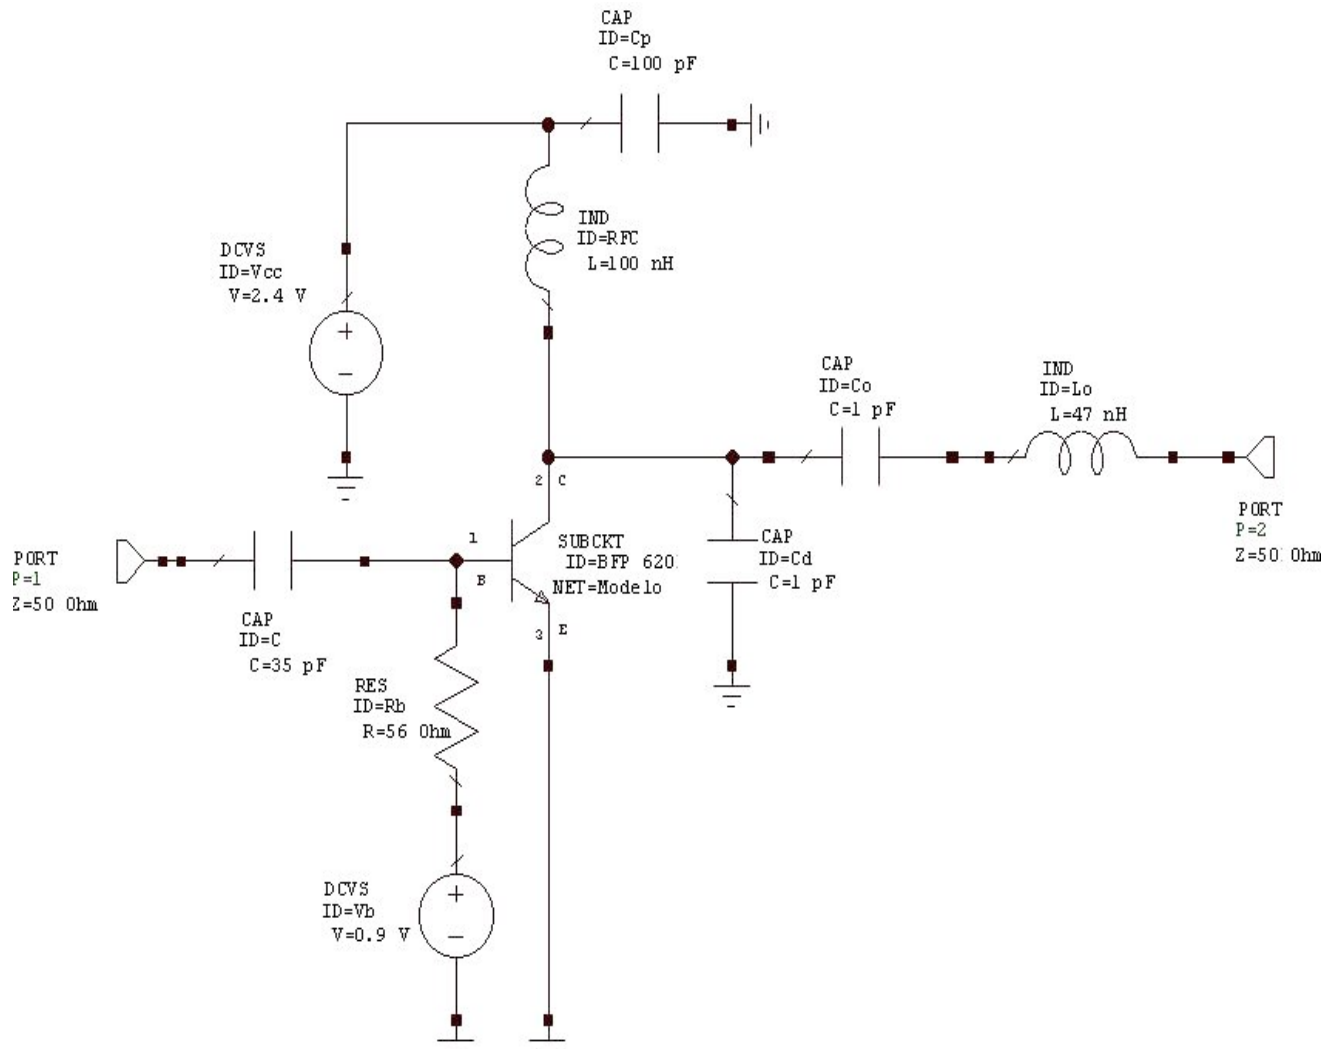 CAP
ID=Cp
C=100 pF
IND
ID=RFC
L=100 nH
DCVS
ID=Vcc
V=2.4 V
+
−
CAP
ID=Co
C=1 pF
IND
ID=Lo
L=47 nH
2 C
PORT
P=2
Z=50 Ohm
1
B
SUBCKT
ID=BFP 620
NET=Modelo
3 E
CAP
ID=Cd
C=1 pF
PORT
P=1
Z=50 Ohm
CAP
ID=C
C=35 pF
RES
ID=Rb
R=56 Ohm
DCVS
ID=Vb
V=0.9 V
+
−